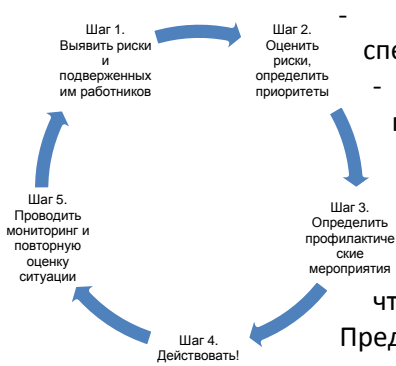 Шаг 1.
Выявить риски
и
подверженных
им работников
Шаг 2.
Оценить
риски,
определить
приоритеты
Шаг 3.
Определить
профилактиче
ские
мероприятия
Шаг 4.
Действовать!
Шаг 5.
Проводить
мониторинг и
повторную
оценку
ситуации
-
-